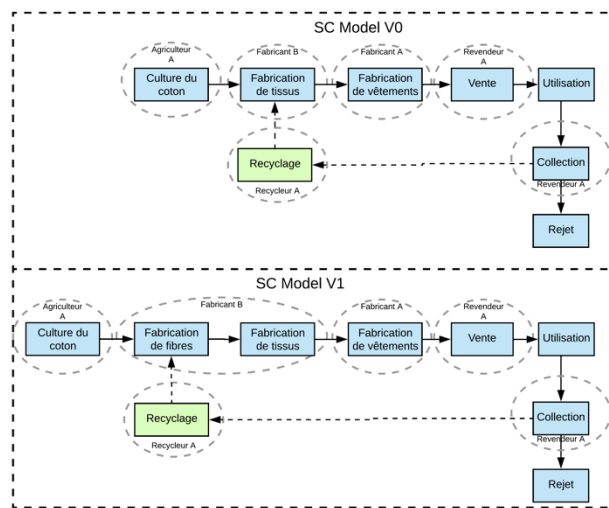 SC Model V0
Agriculteur
A
Fabricant B
Fabricant A
Revendeur
A
Culture du
coton
Fabrication
de tissus
Fabrication
de vêtements
Vente
Utilisation
Recyclage
Recycleur A
Collection
Revendeur A
Rejet
SC Model V1
Agriculteur
A
Fabricant B
Fabricant A
Revendeur
A
Culture du
coton
Fabrication
de fibres
Fabrication
de tissus
Fabrication
de vêtements
Vente
Utilisation
Recyclage
Recycleur A
Collection
Revendeur A
Rejet